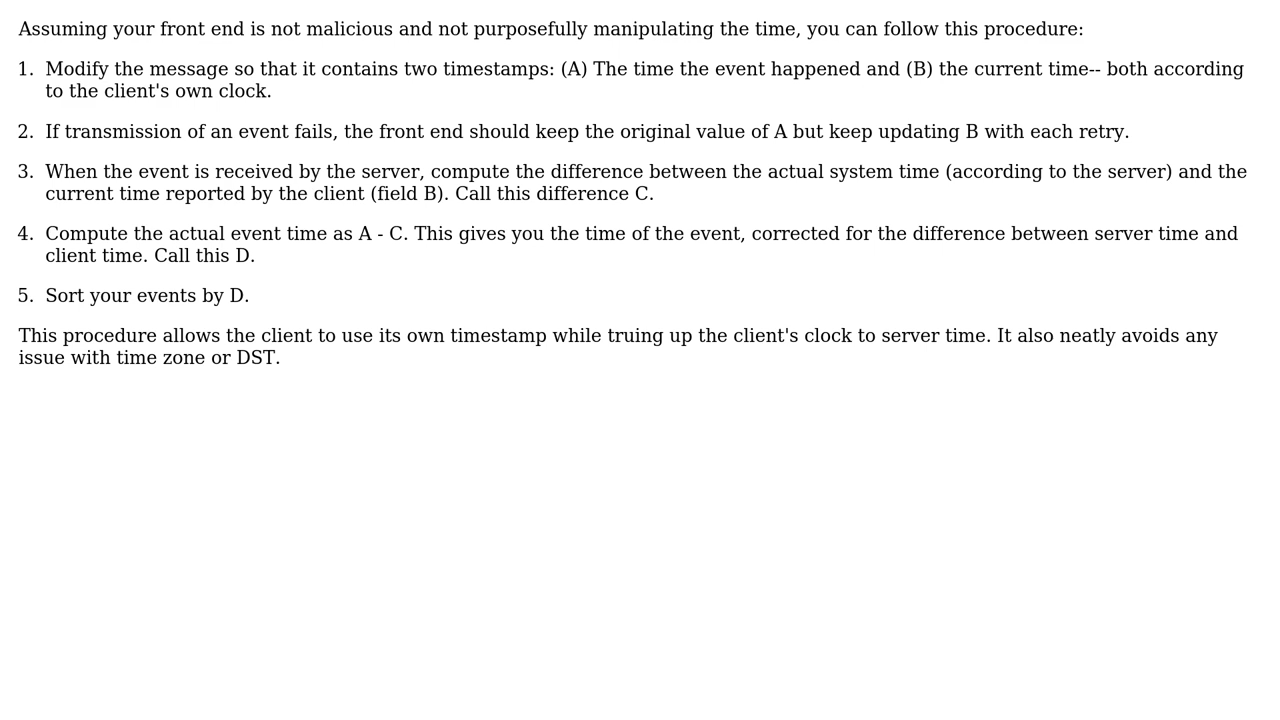 Assuming your front end is not malicious and not purposefully manipulating the time, you can follow this procedure:
1. Modify the message so that it contains two timestamps: (A) The time the event happened and (B) the current time-- both according
to the client's own clock.
2. If transmission of an event fails, the front end should keep the original value of A but keep updating B with each retry.
3. When the event is received by the server, compute the difference between the actual system time (according to the server) and the
current time reported by the client (field B). Call this difference C.
4. Compute the actual event time as A - C. This gives you the time of the event, corrected for the difference between server time and
client time. Call this D.
5. Sort your events by D.
This procedure allows the client to use its own timestamp while truing up the client's clock to server time. It also neatly avoids any
issue with time zone or DST.